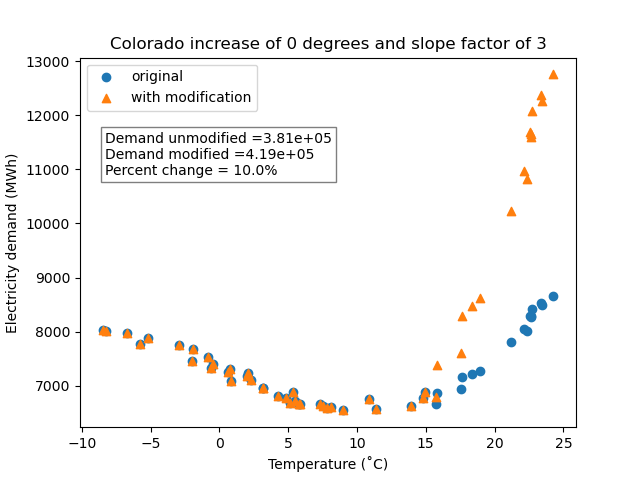 Colorado increase of 0 degrees and slope factor of 3
original
with modification
Demand unmodified =3.81e+05
Demand modified =4.19e+05
Percent change = 10.0%
Electricity demand (MWh)
13000
12000
11000
10000
9000
8000
7000
−10 −5 0 5 10 15 20 25
Temperature (˚C)